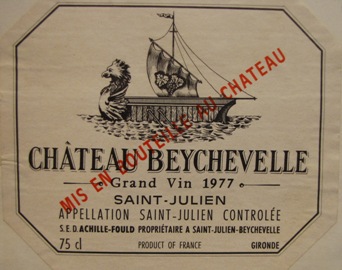 MIS EN BOUTEILLE AU CHATEAU
CHÂTEAU BEYCHEVELLE
Grand Vin 1977
SAINT-JULIEN
APPELLATION SAINT-JULIEN CONTROLÉE
S.E.D. ACHILLE-FOULD PROPRIÉTAIRE A SAINT-JULIEN-BEYCHEVELLE
75 cl PRODUCT OF FRANCE GIRONDE